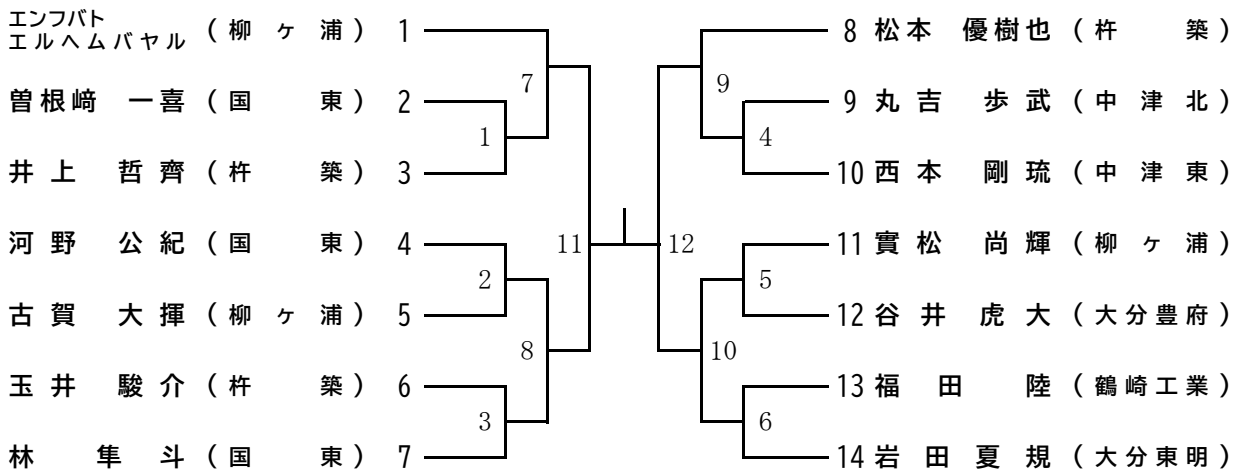 エンフバト
エルヘムバヤル (柳ヶ浦) 1
曽根﨑 一喜 (国東) 2
井上 哲齊 (杵築) 3
河野 公紀 (国東) 4
古賀 大揮 (柳ヶ浦) 5
玉井 駿介 (杵築) 6
林 隼斗 (国東) 7
7
1
2
8
3
11
12
9
4
5
10
6
8 松本 優樹也 (杵築)
9 丸吉 歩武 (中津北)
10 西本 剛琉 (中津東)
11 實松 尚輝 (柳ヶ浦)
12 谷井 虎大 (大分豊府)
13 福田 陸 (鶴崎工業)
14 岩田 夏規 (大分東明)